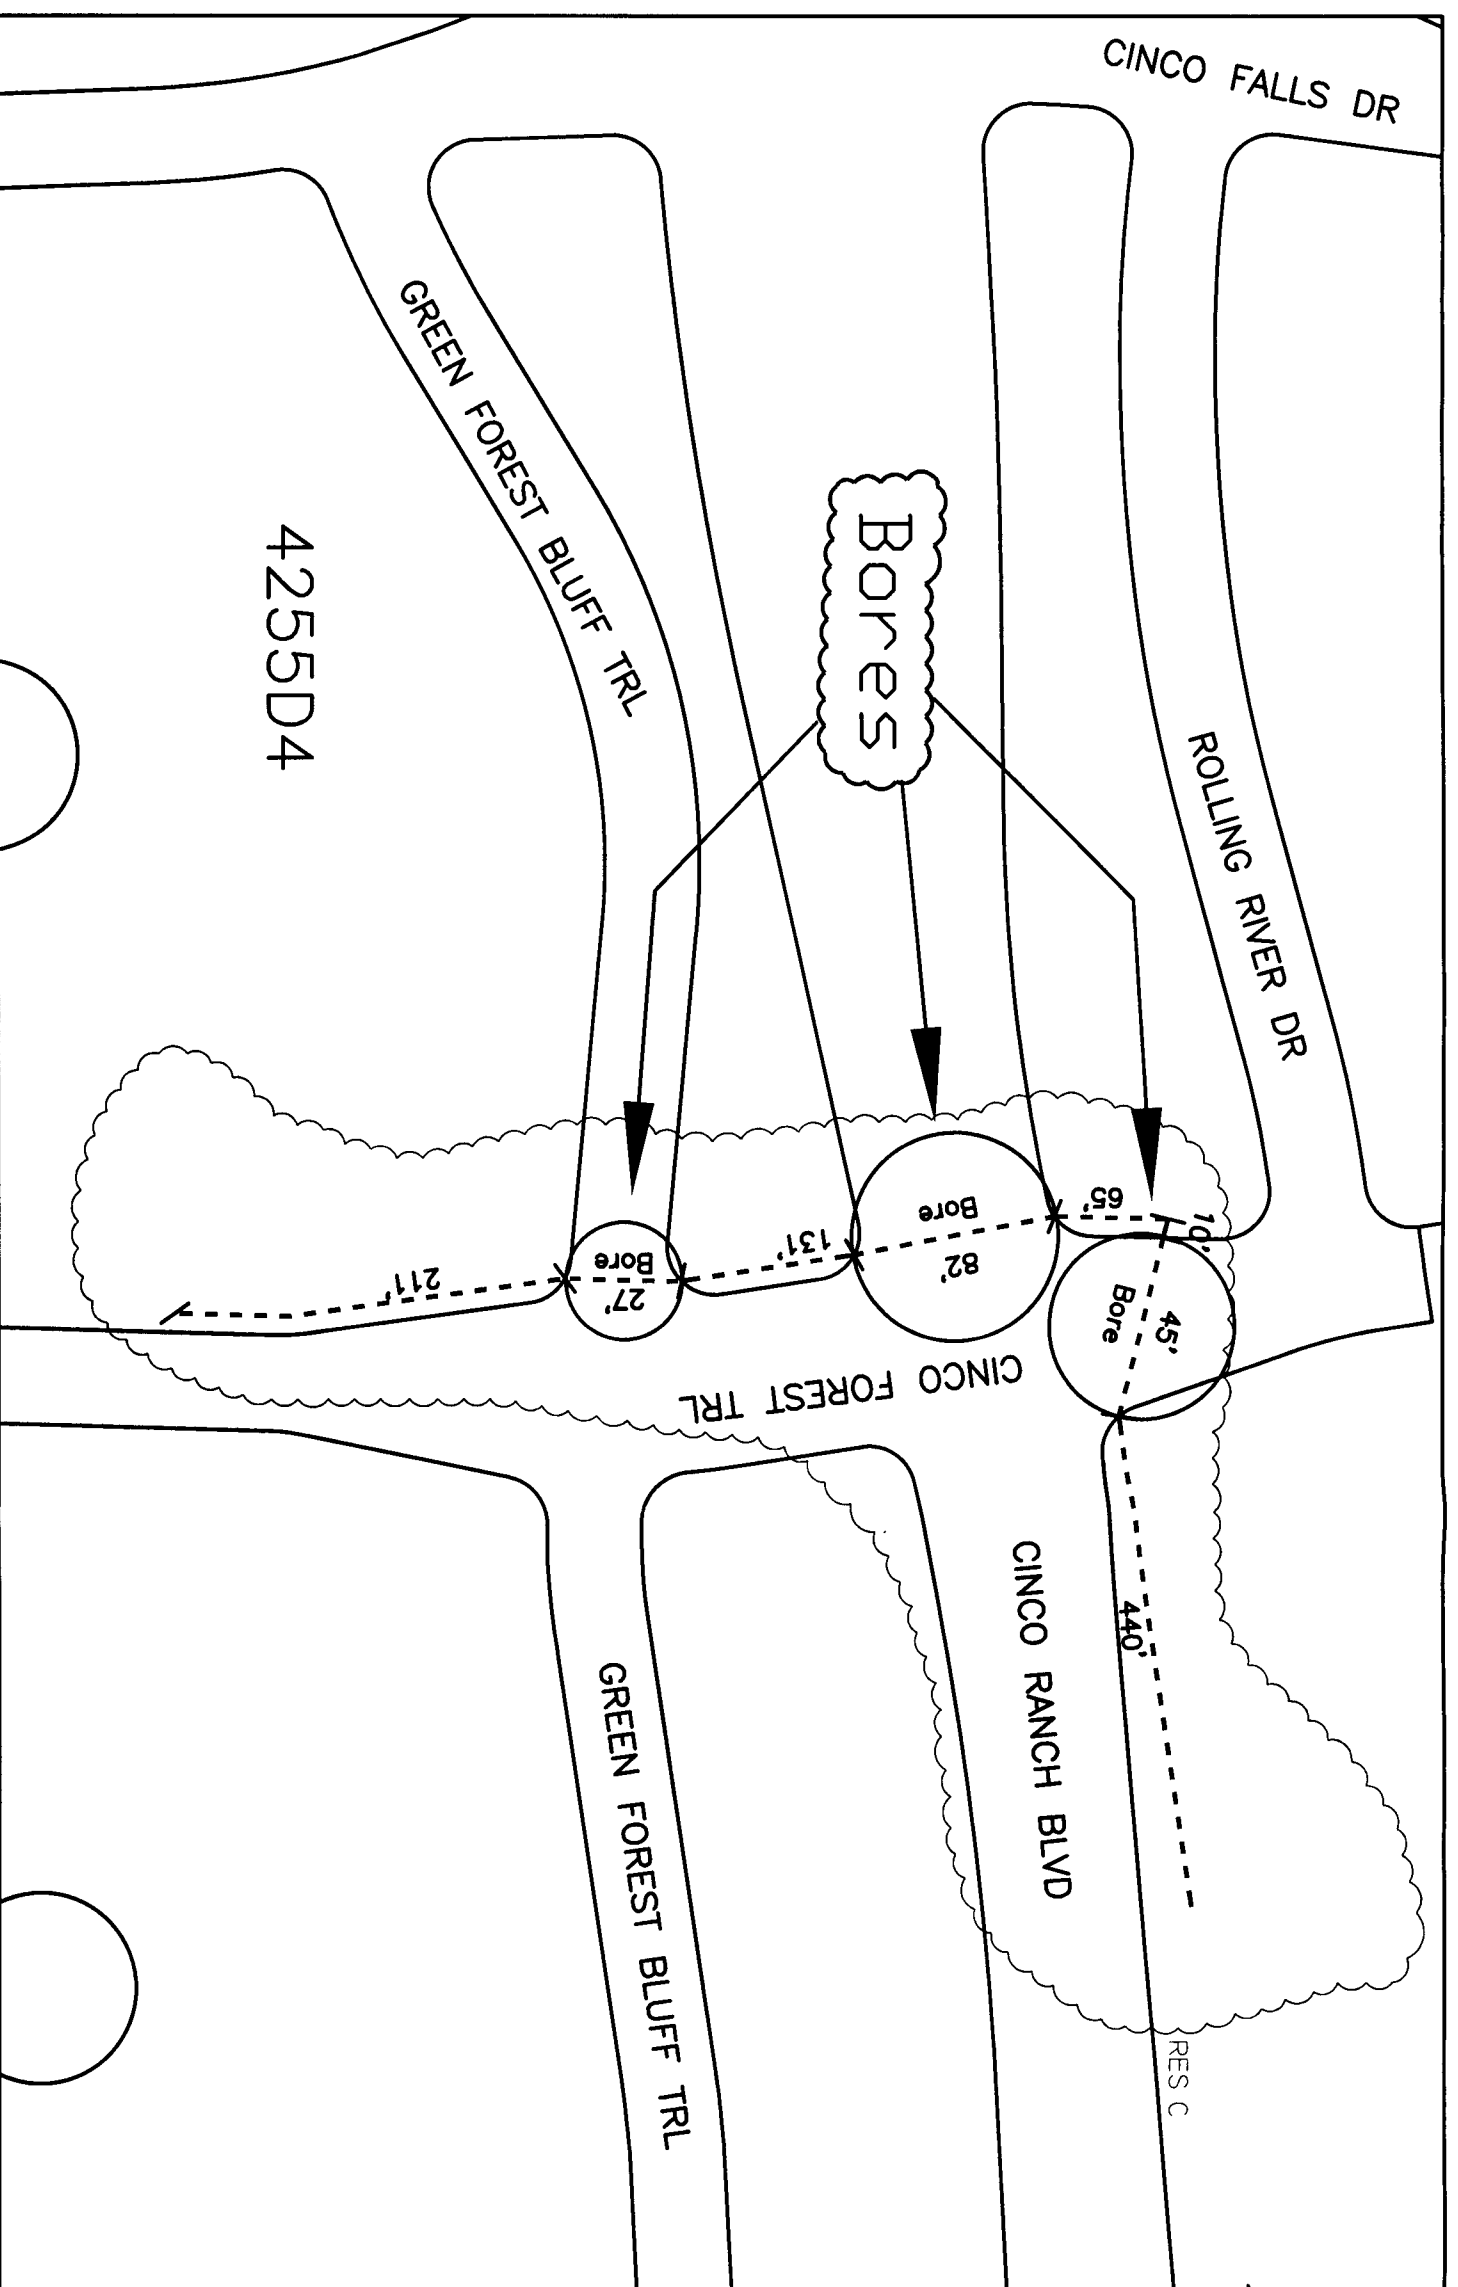 CINCO FALLS DR
GREEN FOREST BLUFF TRL
4255D4
Bores
ROLLING RIVER DR
65'
10'
Bore
82'
131'
Bore
27'
211'
45'
Bore
CINCO FOREST TRL
440'
CINCO RANCH BLVD
GREEN FOREST BLUFF TRL
RES C